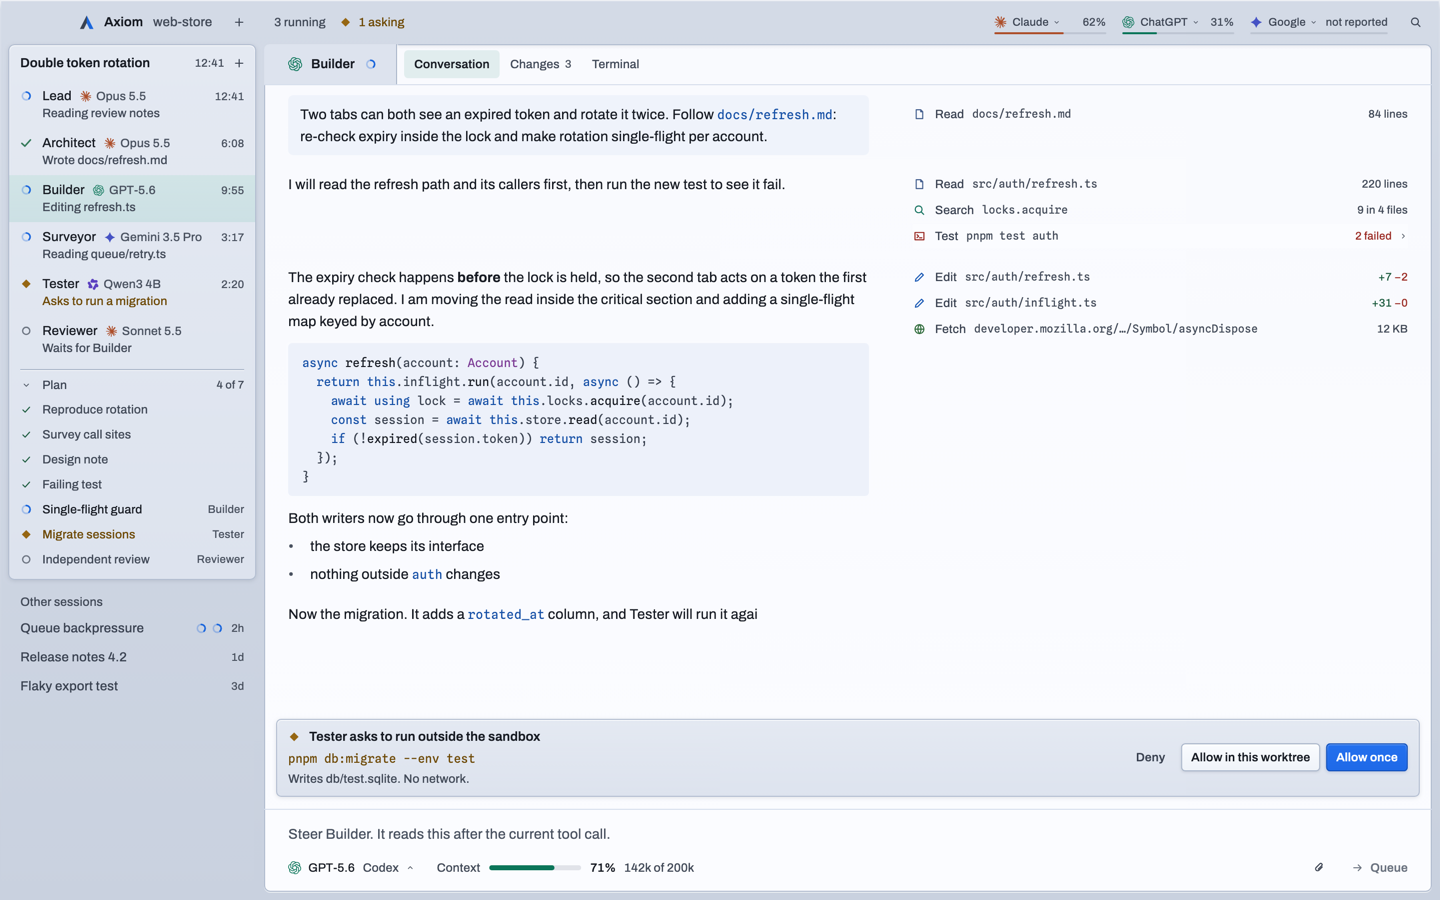 Axiom web-store +
3 running 1 asking
Claude 62% ChatGPT 31% Google not reported
Double token rotation 12:41 +
Lead Opus 5.5 12:41
Reading review notes
Architect Opus 5.5 6:08
Wrote docs/refresh.md
Builder GPT-5.6 9:55
Editing refresh.ts
Surveyor Gemini 3.5 Pro 3:17
Reading queue/retry.ts
Tester Qwen3 4B 2:20
Asks to run a migration
Reviewer Sonnet 5.5
Waits for Builder
Plan 4 of 7
Reproduce rotation
Survey call sites
Design note
Failing test
Single-flight guard Builder
Migrate sessions Tester
Independent review Reviewer
Other sessions
Queue backpressure 2h
Release notes 4.2 1d
Flaky export test 3d
Builder
Conversation Changes 3 Terminal
Two tabs can both see an expired token and rotate it twice. Follow docs/refresh.md:
re-check expiry inside the lock and make rotation single-flight per account.
Read docs/refresh.md 84 lines
I will read the refresh path and its callers first, then run the new test to see it fail.
Read src/auth/refresh.ts 220 lines
Search locks.acquire 9 in 4 files
Test pnpm test auth 2 failed
The expiry check happens before the lock is held, so the second tab acts on a token the first
already replaced. I am moving the read inside the critical section and adding a single-flight
map keyed by account.
Edit src/auth/refresh.ts +7 −2
Edit src/auth/inflight.ts +31 −0
Fetch developer.mozilla.org/…/Symbol/asyncDispose 12 KB
async refresh(account: Account) {
return this.inflight.run(account.id, async () => {
await using lock = await this.locks.acquire(account.id);
const session = await this.store.read(account.id);
if (!expired(session.token)) return session;
});
}
Both writers now go through one entry point:
• the store keeps its interface
• nothing outside auth changes
Now the migration. It adds a rotated_at column, and Tester will run it agai
Tester asks to run outside the sandbox
pnpm db:migrate --env test
Writes db/test.sqlite. No network.
Deny Allow in this worktree Allow once
Steer Builder. It reads this after the current tool call.
GPT-5.6 Codex Context 71% 142k of 200k
Queue